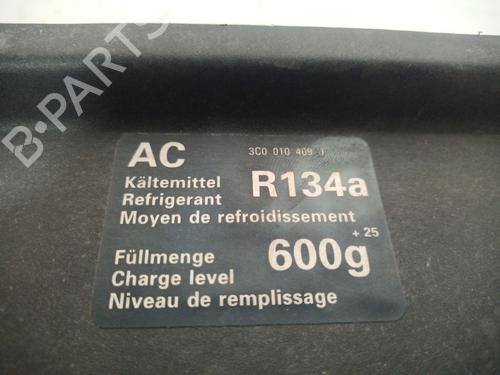 B-PARTS
AC 3C0 010 409 J
Kältemittel
Refrigerant R134a
Moyen de refroidissement
Füllmenge
Charge level 600g + 25
Niveau de remplissage